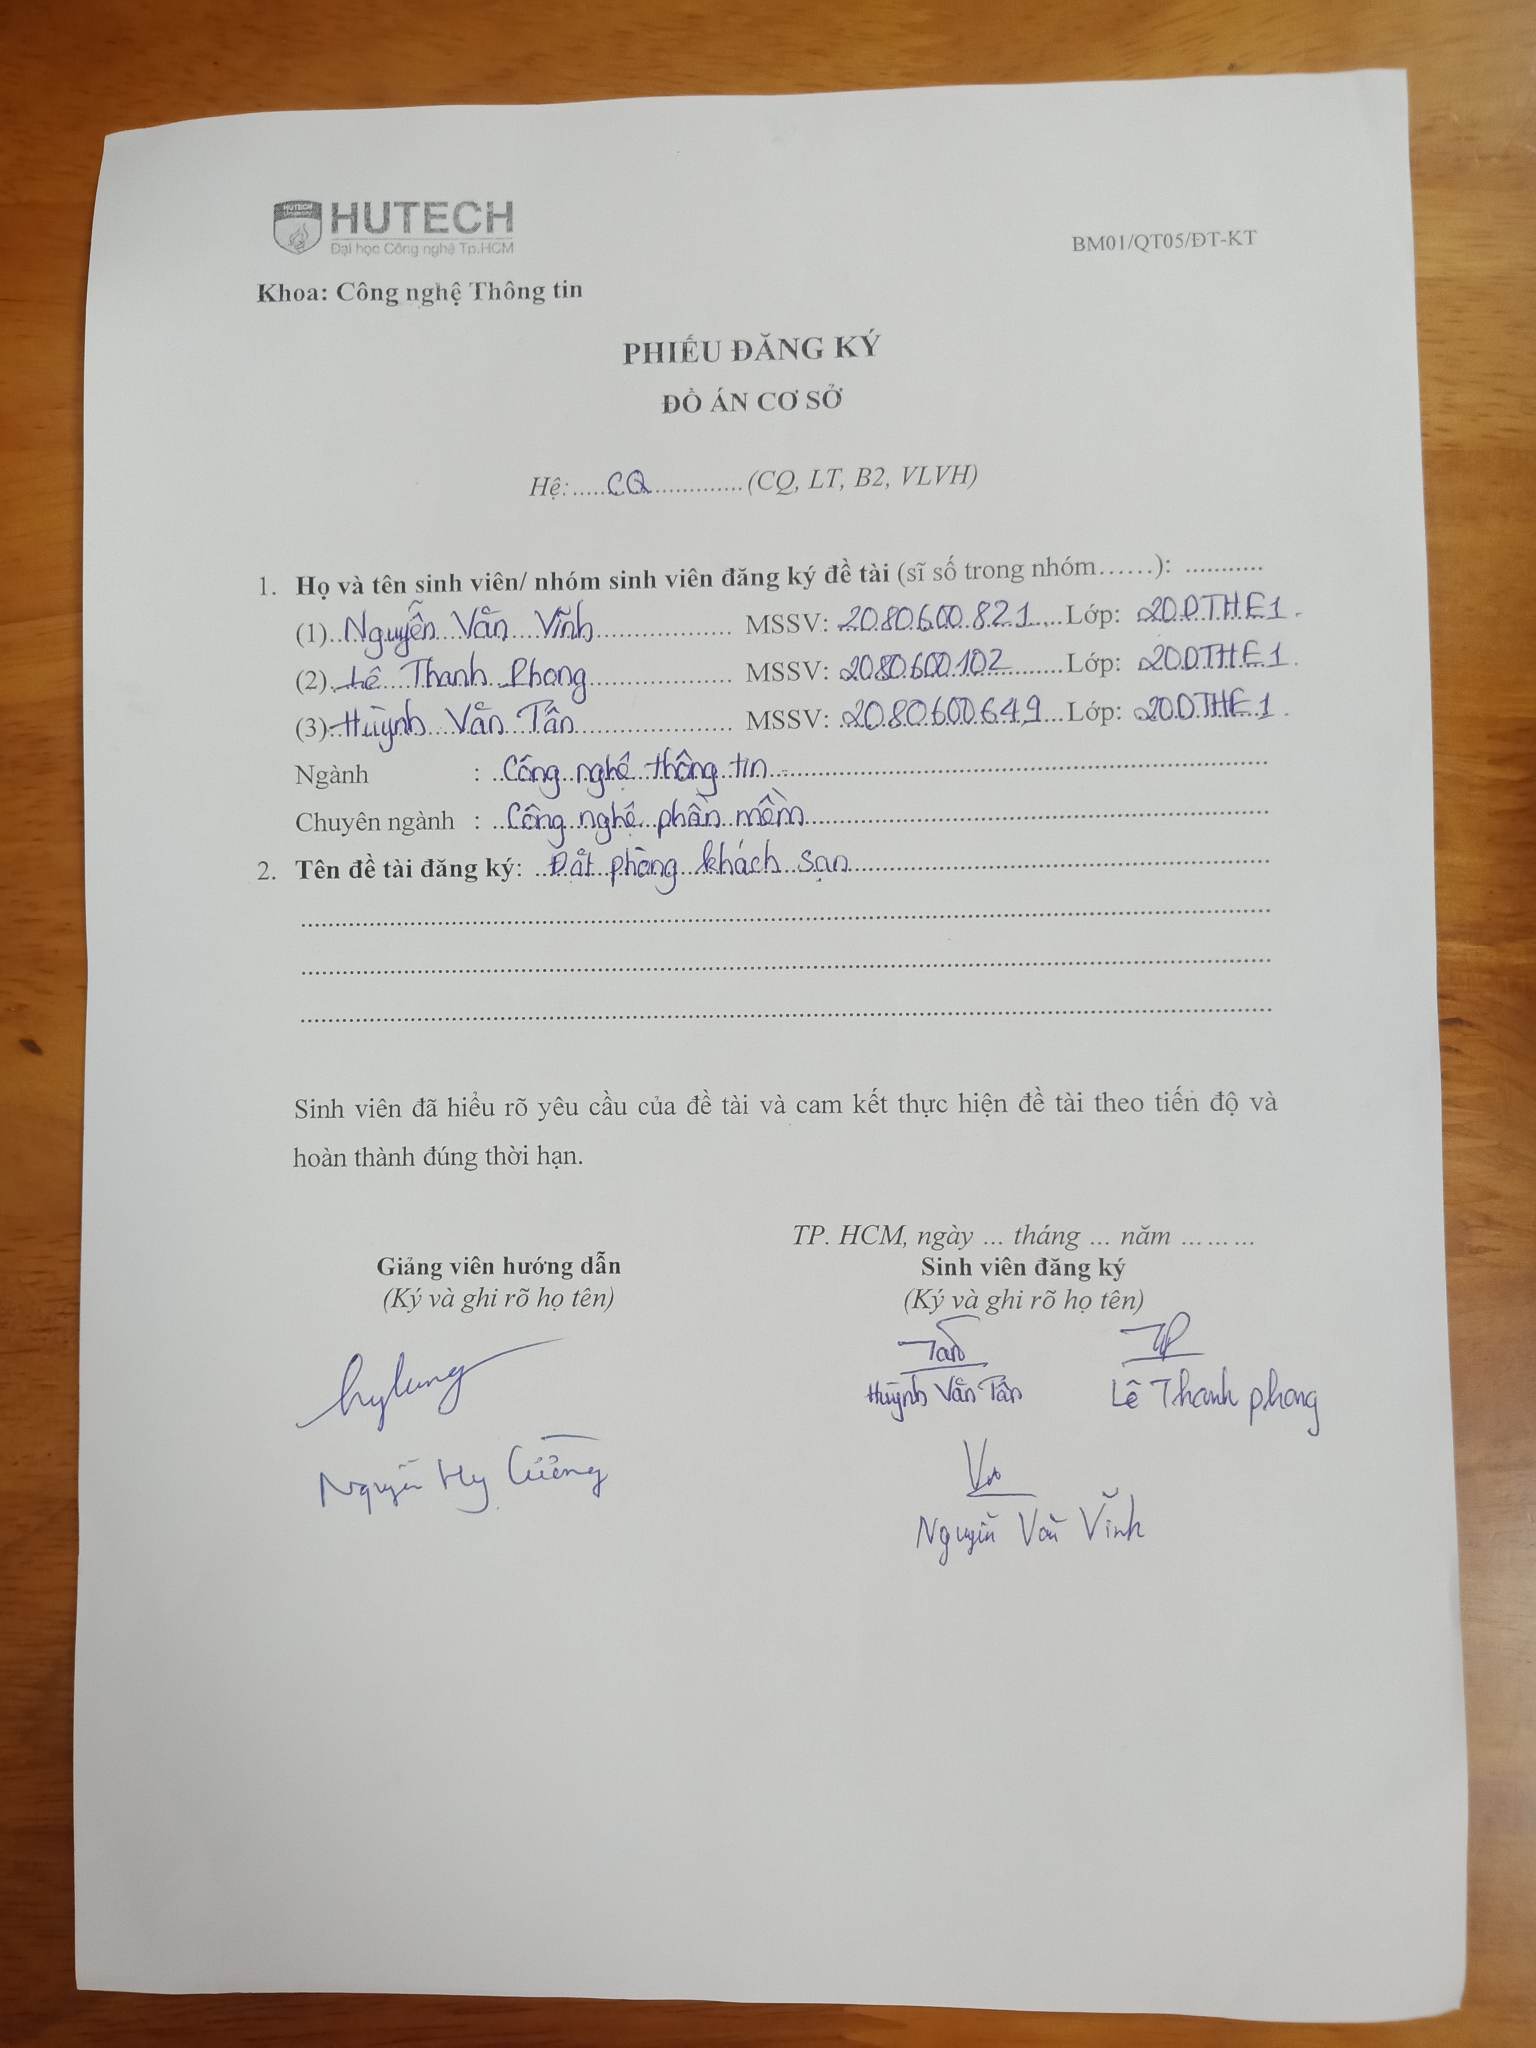 HUTECH
Đại học Công nghệ Tp.HCM
BM01/QT05/ĐT-KT
Khoa: Công nghệ Thông tin
PHIẾU ĐĂNG KÝ
ĐỒ ÁN CƠ SỞ
Hệ:.....CQ..............(CQ, LT, B2, VLVH)
1. Họ và tên sinh viên/ nhóm sinh viên đăng ký đề tài (sĩ số trong nhóm……): ............
(1)..Nguyễn Văn Vĩnh..................... MSSV: 2080600821....Lớp: 20DTHE1.
(2)..Lê Thanh Phong..................... MSSV: 2080600102........Lớp: 20DTHE1.
(3)..Huỳnh Văn Tấn....................... MSSV: 2080600649...Lớp: 20DTHE1.
Ngành : ..Công nghệ thông tin..........................................................................
Chuyên ngành : ..Công nghệ phần mềm......................................................................
2. Tên đề tài đăng ký: ..Đặt phòng khách sạn................................................................
Sinh viên đã hiểu rõ yêu cầu của đề tài và cam kết thực hiện đề tài theo tiến độ và
hoàn thành đúng thời hạn.
TP. HCM, ngày … tháng … năm ………
Giảng viên hướng dẫn Sinh viên đăng ký
(Ký và ghi rõ họ tên) (Ký và ghi rõ họ tên)
Tấn TP
Huỳnh Văn Tấn Lê Thanh Phong
Nguyễn Huy Cường
Nguyễn Văn Vĩnh